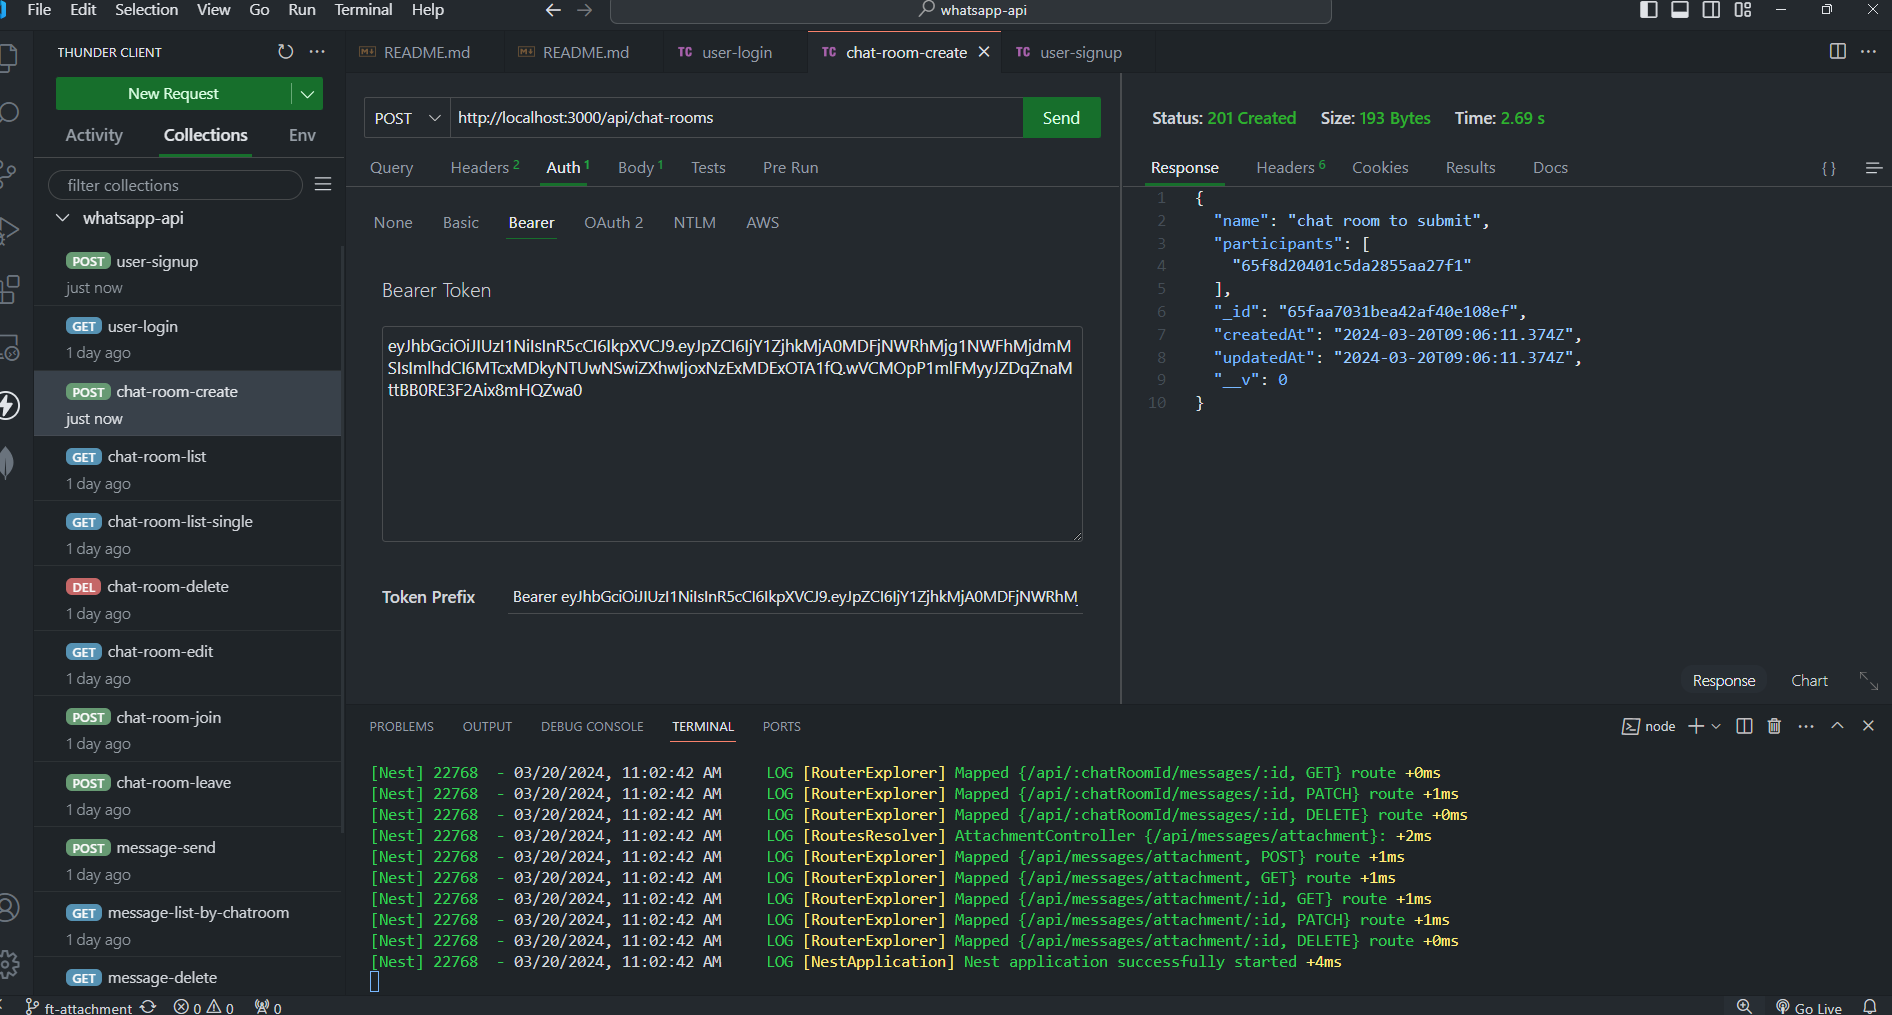 File Edit Selection View Go Run Terminal Help
whatsapp-api
THUNDER CLIENT
README.md
README.md
TC user-login
TC chat-room-create
TC user-signup
New Request
Activity Collections Env
filter collections
whatsapp-api
POST user-signup
just now
GET user-login
1 day ago
POST chat-room-create
just now
GET chat-room-list
1 day ago
GET chat-room-list-single
1 day ago
DEL chat-room-delete
1 day ago
GET chat-room-edit
1 day ago
POST chat-room-join
1 day ago
POST chat-room-leave
1 day ago
POST message-send
1 day ago
GET message-list-by-chatroom
1 day ago
GET message-delete
POST http://localhost:3000/api/chat-rooms Send
Query Headers 2 Auth 1 Body 1 Tests Pre Run
None Basic Bearer OAuth 2 NTLM AWS
Bearer Token
Token Prefix
Status: 201 Created Size: 193 Bytes Time: 2.69 s
Response Headers 6 Cookies Results Docs { }
1 {
2 "name": "chat room to submit",
3 "participants": [
4 "65f8d20401c5da2855aa27f1"
5 ],
6 "_id": "65faa7031bea42af40e108ef",
7 "createdAt": "2024-03-20T09:06:11.374Z",
8 "updatedAt": "2024-03-20T09:06:11.374Z",
9 "__v": 0
10 }
Response Chart
PROBLEMS OUTPUT DEBUG CONSOLE TERMINAL PORTS
node
[Nest] 22768 - 03/20/2024, 11:02:42 AM LOG [RouterExplorer] Mapped {/api/:chatRoomId/messages/:id, GET} route +0ms
[Nest] 22768 - 03/20/2024, 11:02:42 AM LOG [RouterExplorer] Mapped {/api/:chatRoomId/messages/:id, PATCH} route +1ms
[Nest] 22768 - 03/20/2024, 11:02:42 AM LOG [RouterExplorer] Mapped {/api/:chatRoomId/messages/:id, DELETE} route +0ms
[Nest] 22768 - 03/20/2024, 11:02:42 AM LOG [RoutesResolver] AttachmentController {/api/messages/attachment}: +2ms
[Nest] 22768 - 03/20/2024, 11:02:42 AM LOG [RouterExplorer] Mapped {/api/messages/attachment, POST} route +1ms
[Nest] 22768 - 03/20/2024, 11:02:42 AM LOG [RouterExplorer] Mapped {/api/messages/attachment, GET} route +1ms
[Nest] 22768 - 03/20/2024, 11:02:42 AM LOG [RouterExplorer] Mapped {/api/messages/attachment/:id, GET} route +1ms
[Nest] 22768 - 03/20/2024, 11:02:42 AM LOG [RouterExplorer] Mapped {/api/messages/attachment/:id, PATCH} route +1ms
[Nest] 22768 - 03/20/2024, 11:02:42 AM LOG [RouterExplorer] Mapped {/api/messages/attachment/:id, DELETE} route +0ms
[Nest] 22768 - 03/20/2024, 11:02:42 AM LOG [NestApplication] Nest application successfully started +4ms
ft-attachment 0 0 0 Go Live